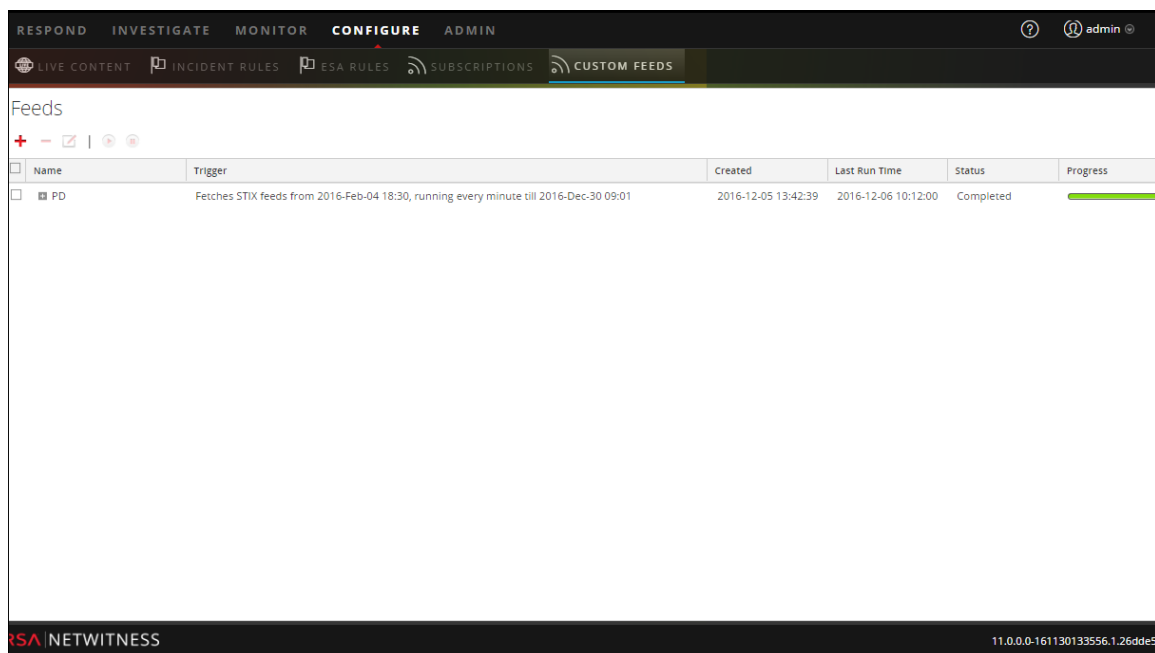 RESPOND INVESTIGATE MONITOR CONFIGURE ADMIN ? admin
LIVE CONTENT INCIDENT RULES ESA RULES SUBSCRIPTIONS CUSTOM FEEDS
Feeds
Name Trigger Created Last Run Time Status Progress
PD Fetches STIX feeds from 2016-Feb-04 18:30, running every minute till 2016-Dec-30 09:01 2016-12-05 13:42:39 2016-12-06 10:12:00 Completed
RSA NETWITNESS 11.0.0.0-161130133556.1.26dde5